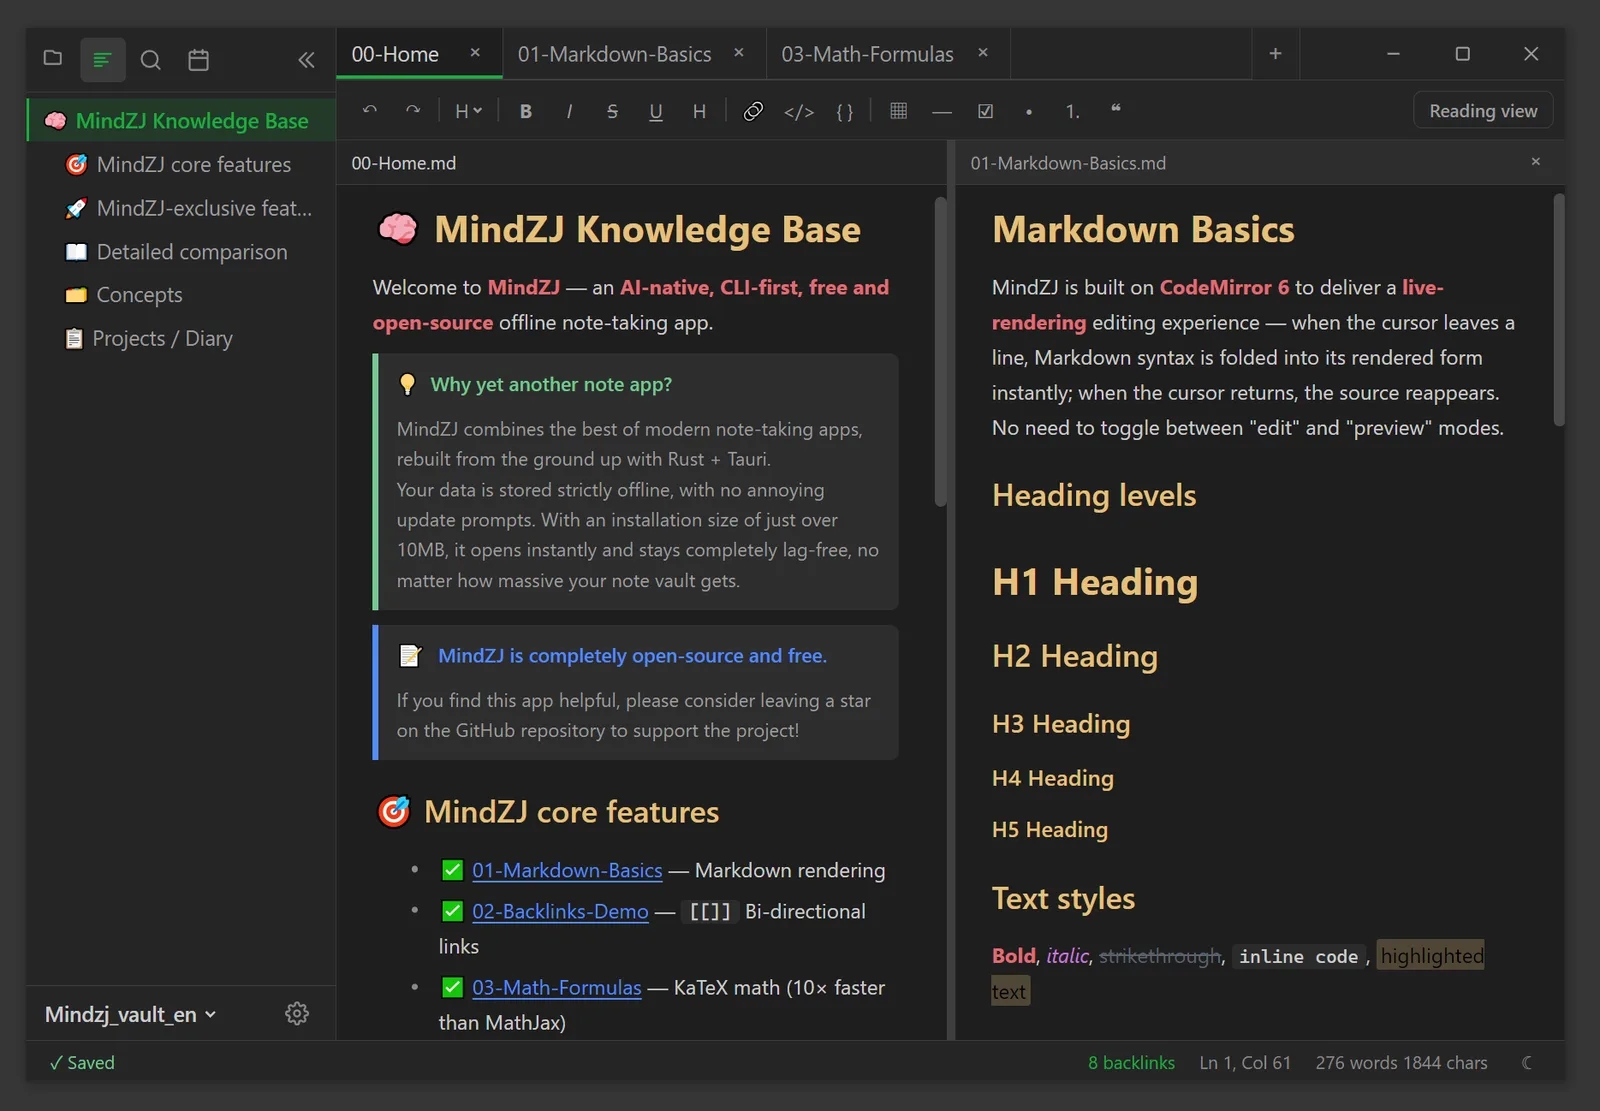 00-Home × 01-Markdown-Basics × 03-Math-Formulas × +
H B I S U H </> { } — • 1. ❝ Reading view
🧠 MindZJ Knowledge Base
🎯 MindZJ core features
🚀 MindZJ-exclusive feat...
📖 Detailed comparison
🗂️ Concepts
📋 Projects / Diary
Mindzj_vault_en
00-Home.md
🧠 MindZJ Knowledge Base
Welcome to MindZJ — an AI-native, CLI-first, free and
open-source offline note-taking app.
💡 Why yet another note app?
MindZJ combines the best of modern note-taking apps,
rebuilt from the ground up with Rust + Tauri.
Your data is stored strictly offline, with no annoying
update prompts. With an installation size of just over
10MB, it opens instantly and stays completely lag-free, no
matter how massive your note vault gets.
📝 MindZJ is completely open-source and free.
If you find this app helpful, please consider leaving a star
on the GitHub repository to support the project!
🎯 MindZJ core features
• ✅ 01-Markdown-Basics — Markdown rendering
• ✅ 02-Backlinks-Demo — [[]] Bi-directional
links
• ✅ 03-Math-Formulas — KaTeX math (10× faster
than MathJax)
01-Markdown-Basics.md ×
Markdown Basics
MindZJ is built on CodeMirror 6 to deliver a live-
rendering editing experience — when the cursor leaves a
line, Markdown syntax is folded into its rendered form
instantly; when the cursor returns, the source reappears.
No need to toggle between "edit" and "preview" modes.
Heading levels
H1 Heading
H2 Heading
H3 Heading
H4 Heading
H5 Heading
Text styles
Bold, italic, strikethrough, inline code, highlighted
text
✓ Saved
8 backlinks Ln 1, Col 61 276 words 1844 chars